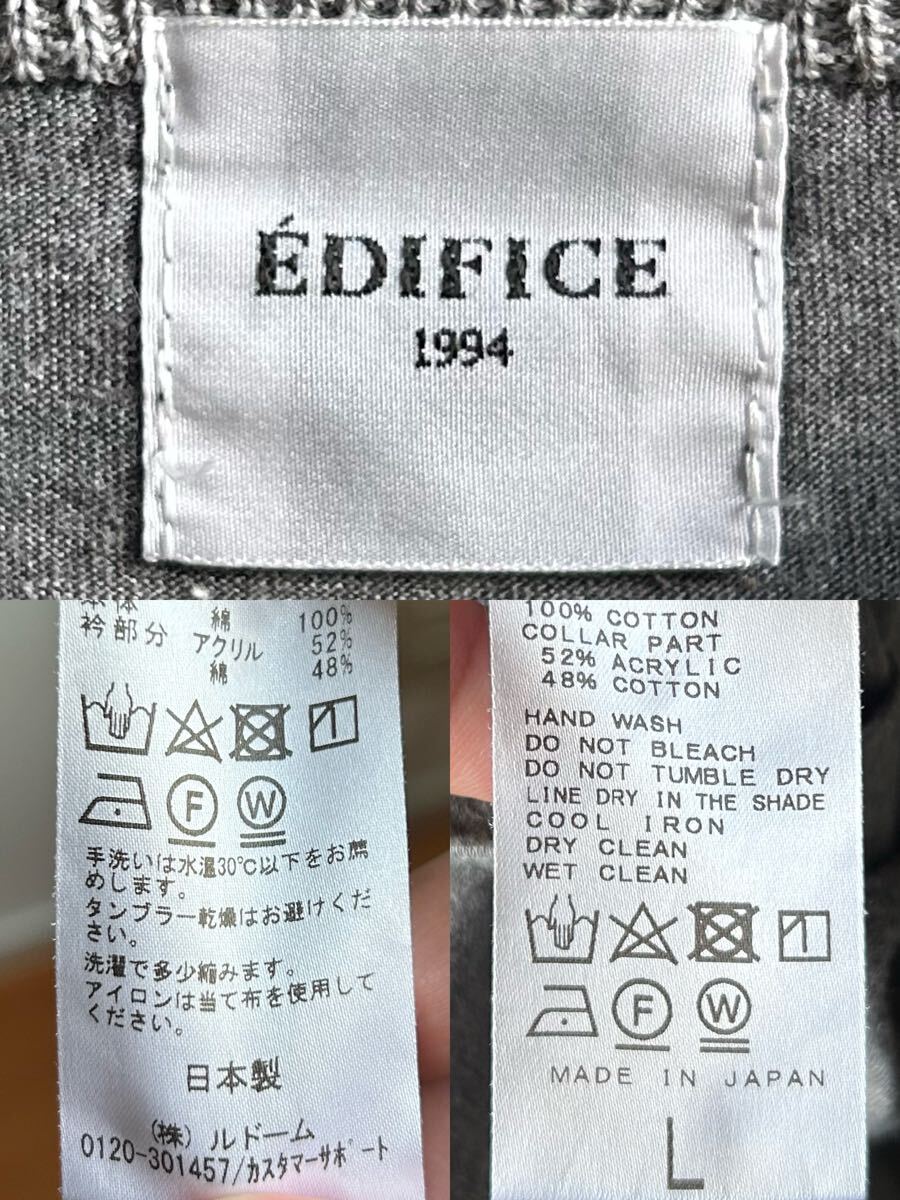 ÉDIFICE
1994
本体 綿 100%
衿部分 アクリル 52%
綿 48%
F W
手洗いは水温30℃以下をお薦
めします。
タンブラー乾燥はお避けくだ
さい。
洗濯で多少縮みます。
アイロンは当て布を使用して
ください。
日本製
(株) ルドーム
0120-301457/カスタマーサポート
100% COTTON
COLLAR PART
52% ACRYLIC
48% COTTON
HAND WASH
DO NOT BLEACH
DO NOT TUMBLE DRY
LINE DRY IN THE SHADE
COOL IRON
DRY CLEAN
WET CLEAN
F W
MADE IN JAPAN
L